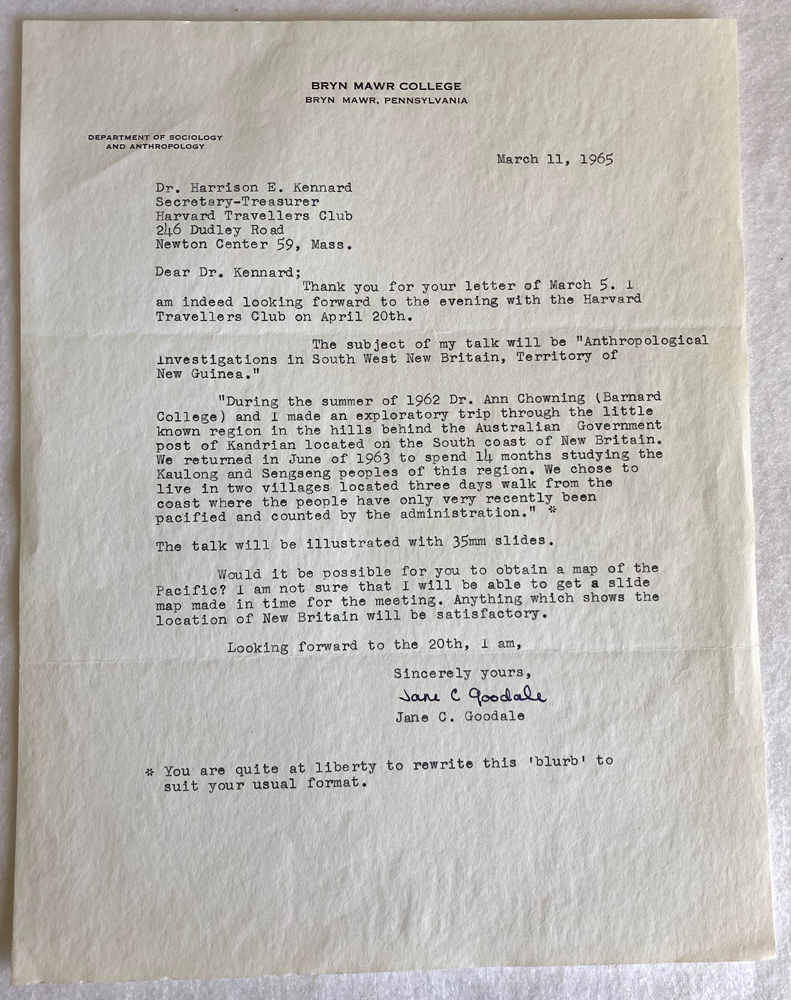 BRYN MAWR COLLEGE
BRYN MAWR, PENNSYLVANIA
DEPARTMENT OF SOCIOLOGY
AND ANTHROPOLOGY
March 11, 1965
Dr. Harrison E. Kennard
Secretary-Treasurer
Harvard Travellers Club
246 Dudley Road
Newton Center 59, Mass.
Dear Dr. Kennard;
Thank you for your letter of March 5. I
am indeed looking forward to the evening with the Harvard
Travellers Club on April 20th.
The subject of my talk will be "Anthropological
Investigations in South West New Britain, Territory of
New Guinea."
"During the summer of 1962 Dr. Ann Chowning (Barnard
College) and I made an exploratory trip through the little
known region in the hills behind the Australian Government
post of Kandrian located on the South coast of New Britain.
We returned in June of 1963 to spend 14 months studying the
Kaulong and Sengseng peoples of this region. We chose to
live in two villages located three days walk from the
coast where the people have only very recently been
pacified and counted by the administration." *
The talk will be illustrated with 35mm slides.
Would it be possible for you to obtain a map of the
Pacific? I am not sure that I will be able to get a slide
map made in time for the meeting. Anything which shows the
location of New Britain will be satisfactory.
Looking forward to the 20th, I am,
Sincerely yours,
Jane C Goodale
Jane C. Goodale
* You are quite at liberty to rewrite this 'blurb' to
suit your usual format.